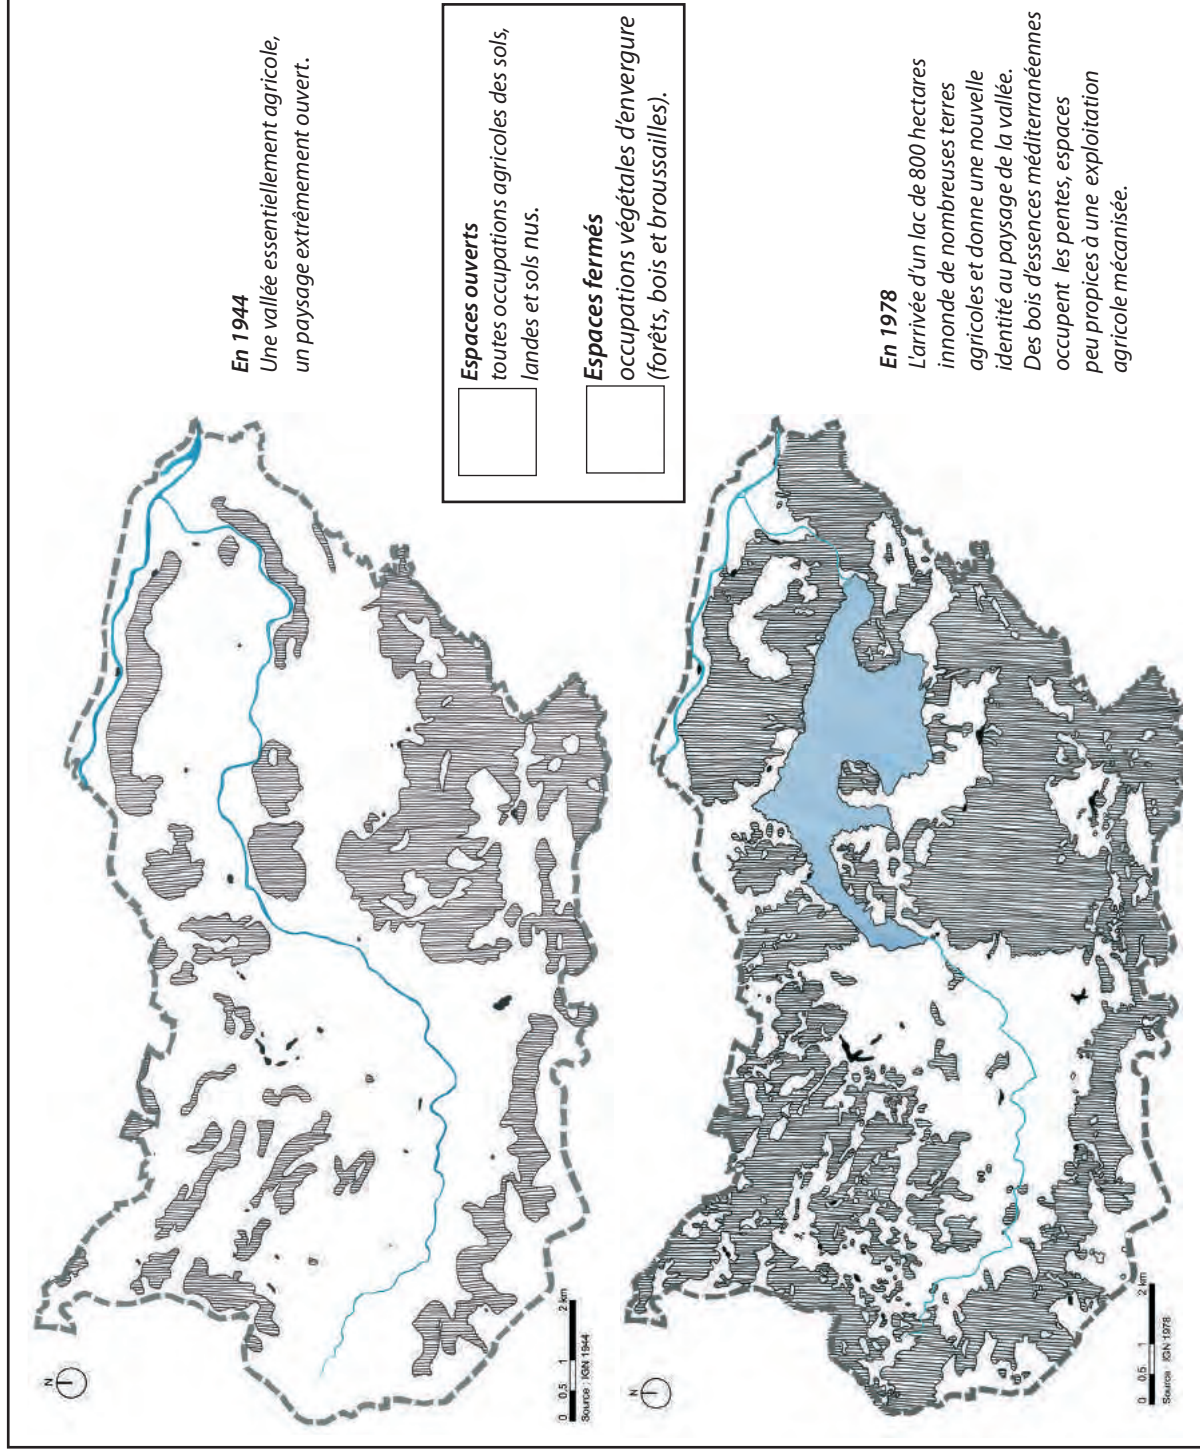 En 1944
Une vallée essentiellement agricole,
un paysage extrêmement ouvert.
Espaces ouverts
toutes occupations agricoles des sols,
landes et sols nus.
Espaces fermés
occupations végétales d'envergure
(forêts, bois et broussailles).
En 1978
L'arrivée d'un lac de 800 hectares
innonde de nombreuses terres
agricoles et donne une nouvelle
identité au paysage de la vallée.
Des bois d'essences méditerranéennes
occupent les pentes, espaces
peu propices à une exploitation
agricole mécanisée.
N
0 0,5 1 2 km
Source : IGN 1944
N
0 0,5 1 2 km
Source : IGN 1978